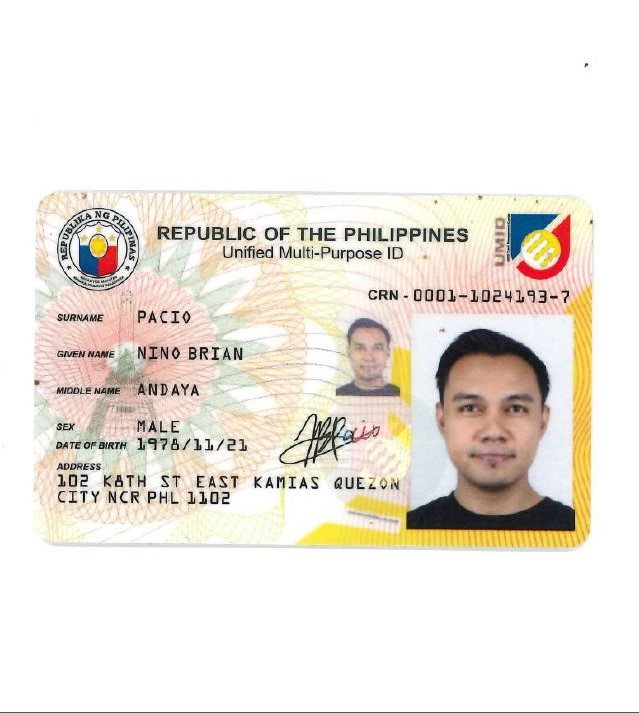 REPUBLIKA NG PILIPINAS
REPUBLIC OF THE PHILIPPINES
Unified Multi-Purpose ID
UMID
CRN - 0001-1024193-7
SURNAME PACIO
GIVEN NAME NINO BRIAN
MIDDLE NAME ANDAYA
SEX MALE
DATE OF BIRTH 1978/11/21
ADDRESS
102 K8TH ST EAST KAMIAS QUEZON
CITY NCR PHL 1102